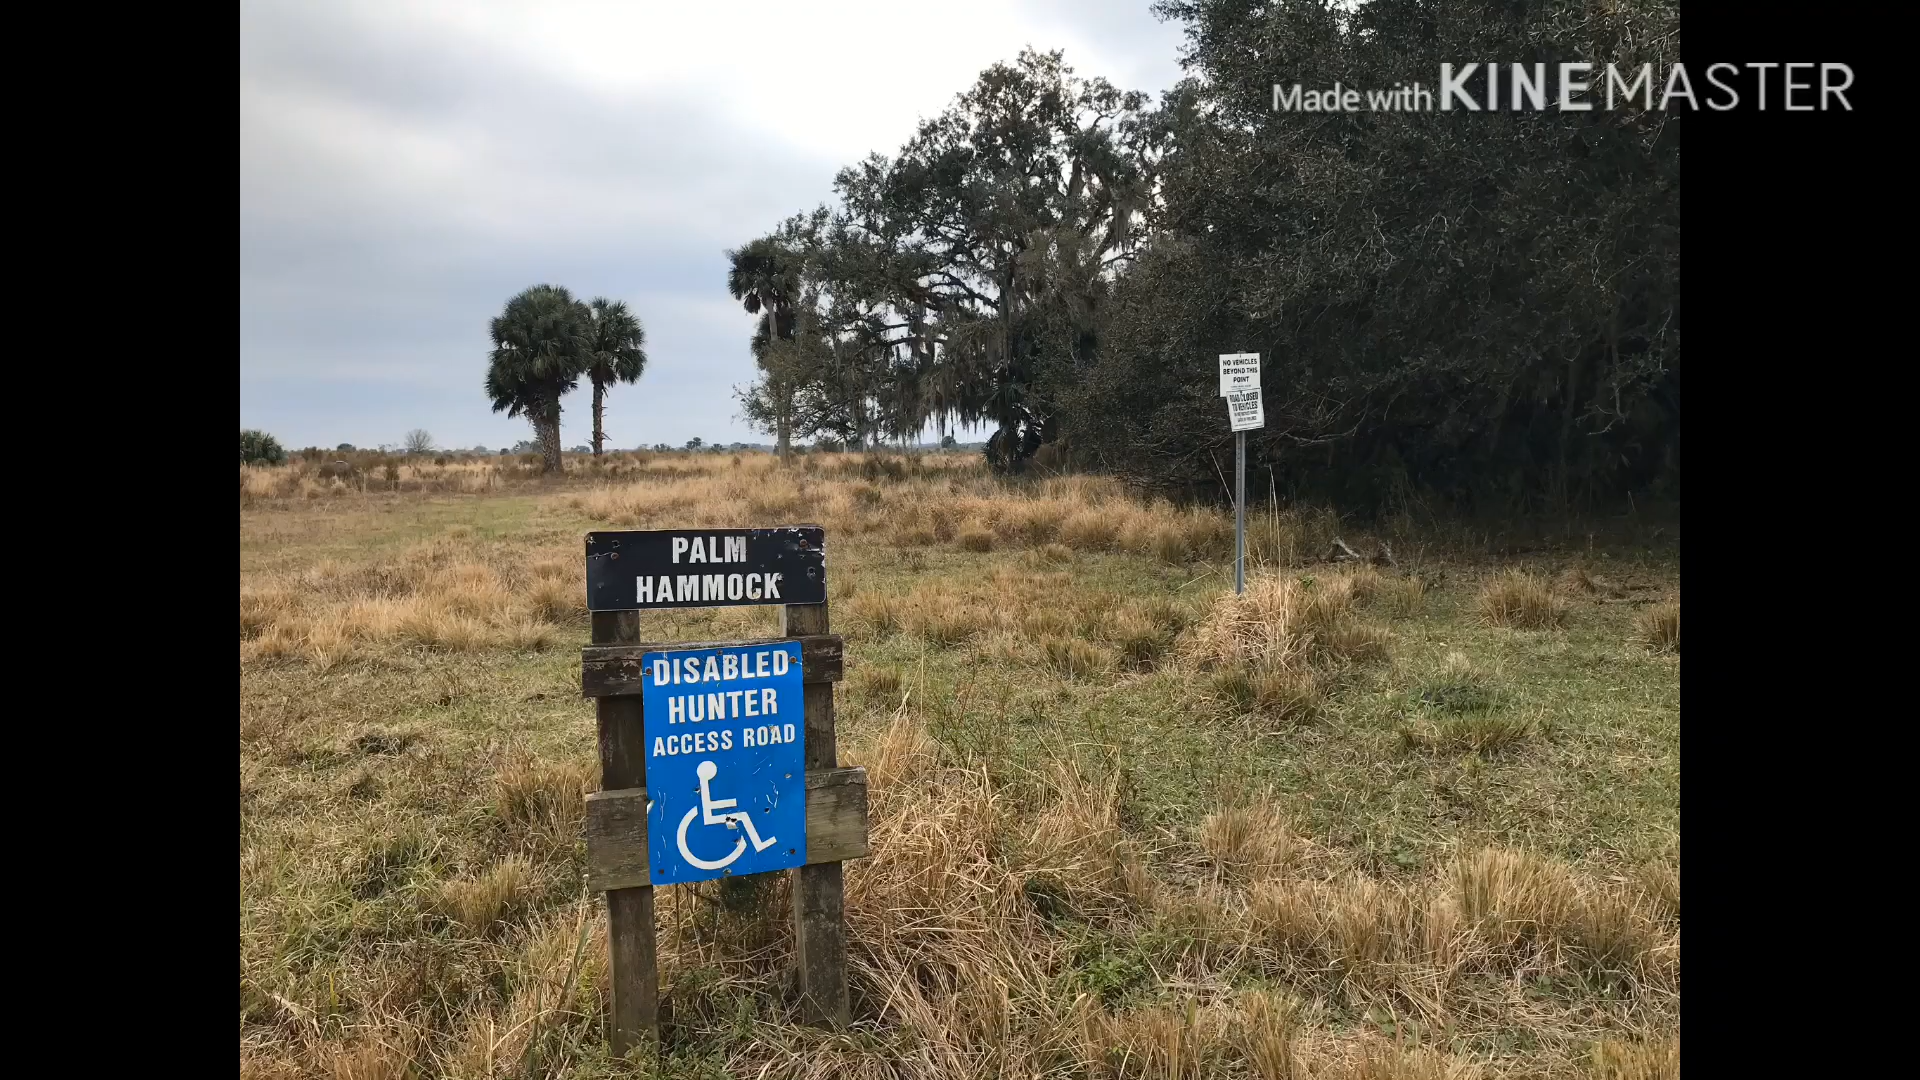 Made with KINEMASTER
NO VEHICLES
BEYOND THIS
POINT
ROAD CLOSED
TO VEHICLES
PALM
HAMMOCK
DISABLED
HUNTER
ACCESS ROAD